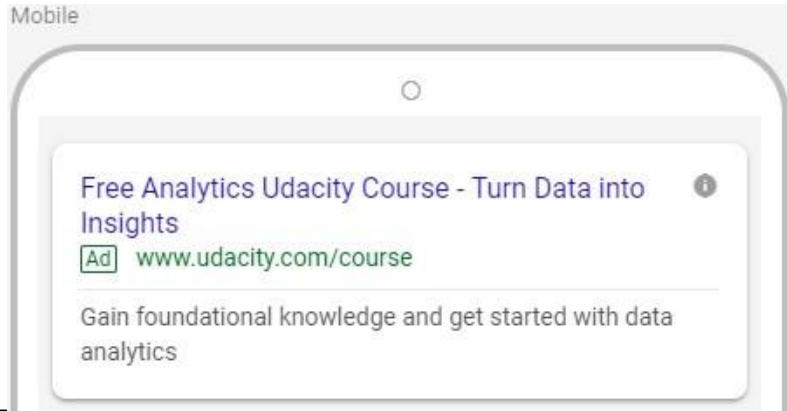 Mobile
Free Analytics Udacity Course - Turn Data into
Insights
Ad www.udacity.com/course
Gain foundational knowledge and get started with data
analytics